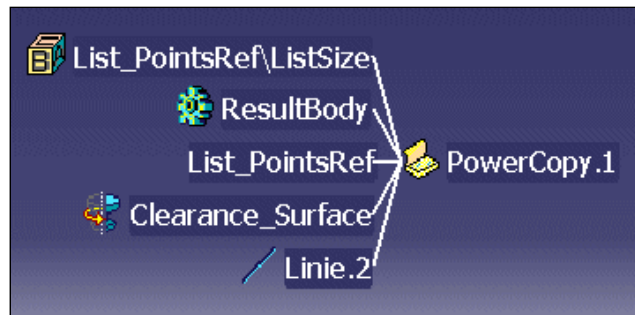 List_PointsRef\ListSize
ResultBody
List_PointsRef
PowerCopy.1
Clearance_Surface
Linie.2